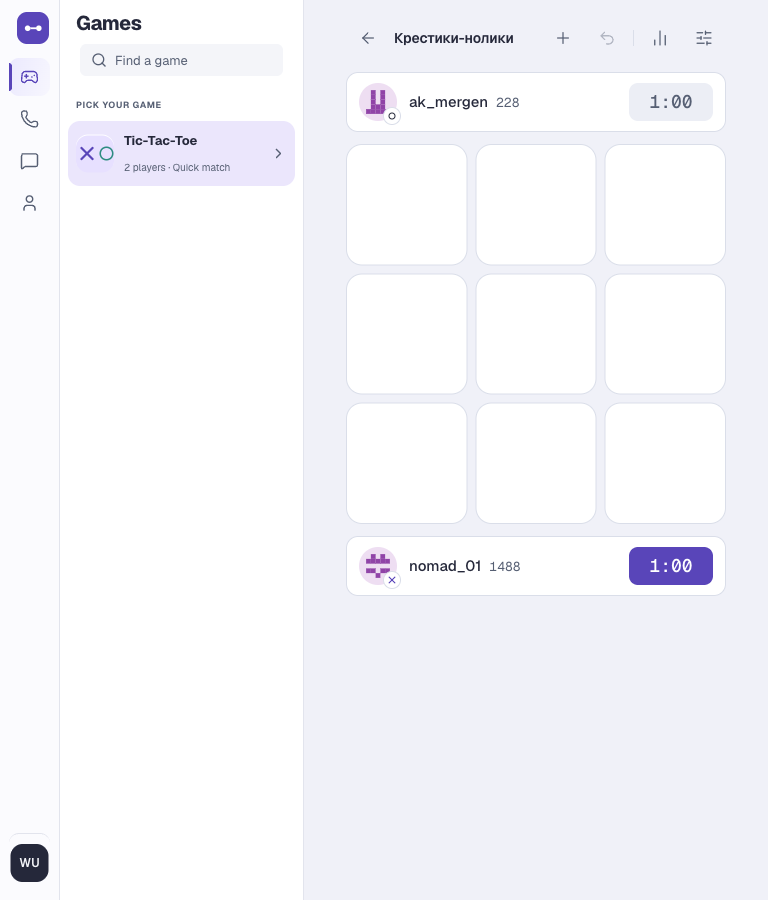 Games
Find a game
PICK YOUR GAME
Tic-Tac-Toe
2 players · Quick match
WU
Крестики-нолики
ak_mergen 228
1:00
nomad_01 1488
1:00